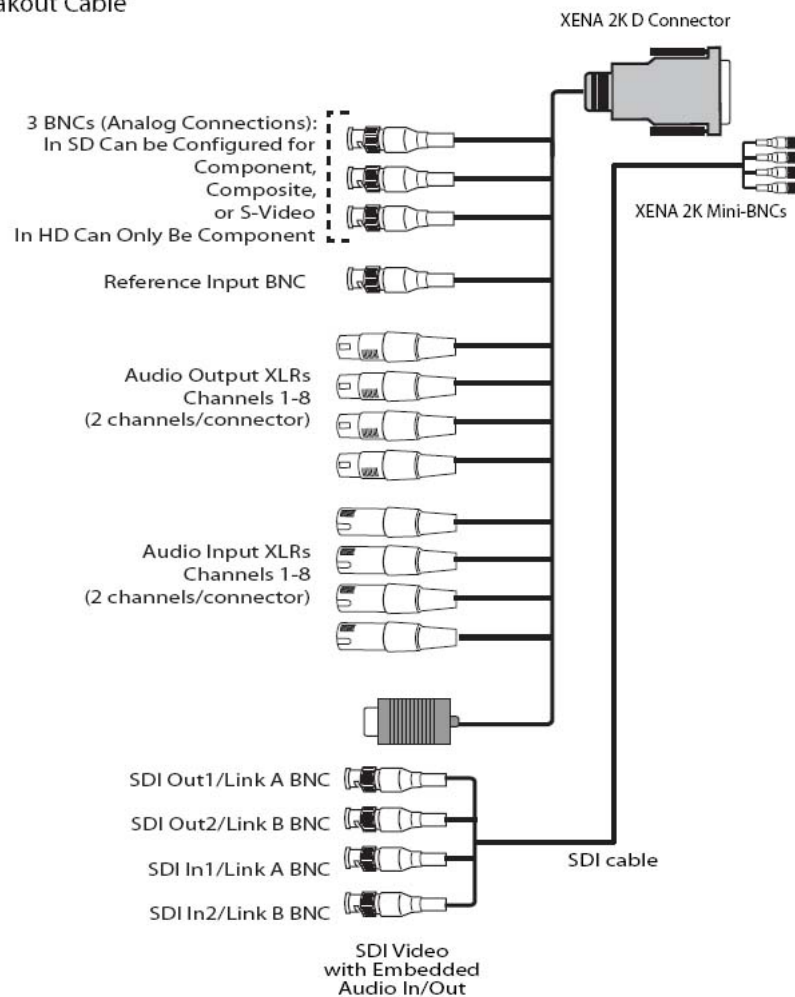 Cable
XENA 2K D Connector
3 BNCs (Analog Connections):
In SD Can be Configured for
Component,
Composite,
or S-Video
In HD Can Only Be Component
XENA 2K Mini-BNCs
Reference Input BNC
Audio Output XLRs
Channels 1-8
(2 channels/connector)
Audio Input XLRs
Channels 1-8
(2 channels/connector)
SDI Out1/Link A BNC
SDI Out2/Link B BNC
SDI In1/Link A BNC
SDI In2/Link B BNC
SDI cable
SDI Video
with Embedded
Audio In/Out